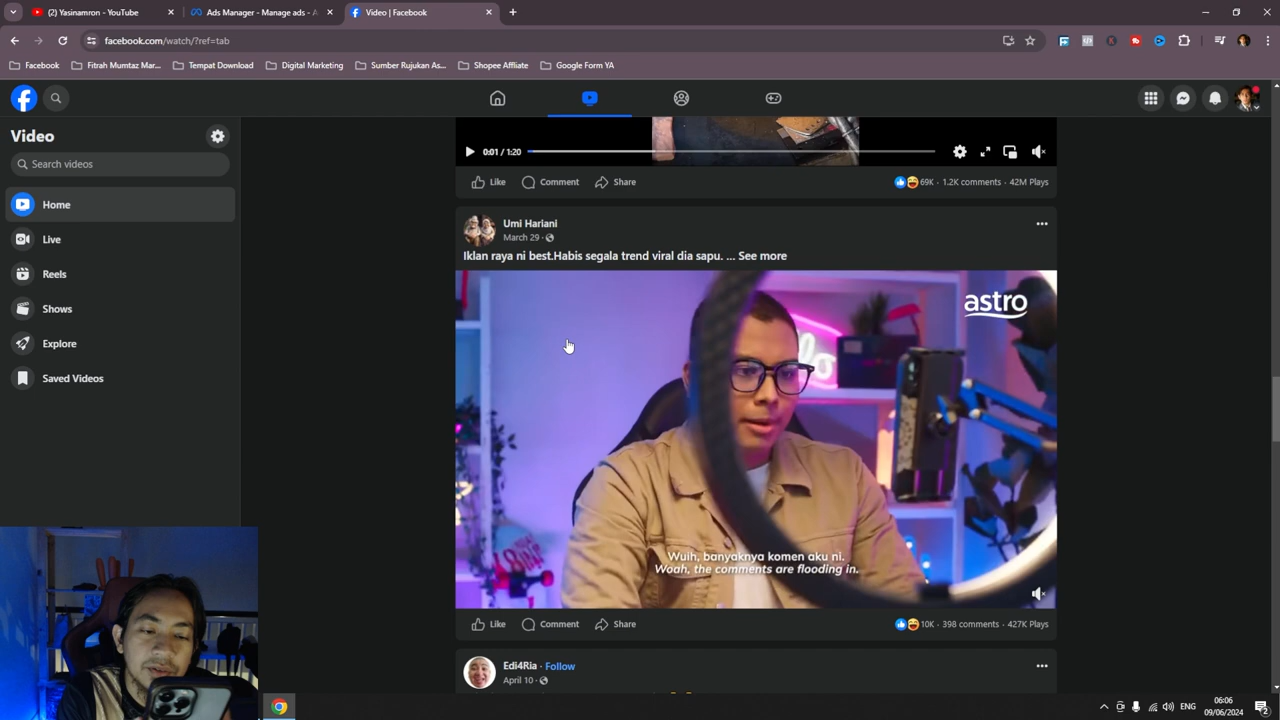 (2) Yasinamron - YouTube
Ads Manager - Manage ads - A
Video | Facebook
facebook.com/watch/?ref=tab
Facebook
Fitrah Mumtaz Mar...
Tempat Download
Digital Marketing
Sumber Rujukan As...
Shopee Affliate
Google Form YA
Video
Search videos
Home
Live
Reels
Shows
Explore
Saved Videos
0:01 / 1:20
Like
Comment
Share
69K · 1.2K comments · 42M Plays
Umi Hariani
March 29 ·
Iklan raya ni best.Habis segala trend viral dia sapu. ... See more
astro
Wuih, banyaknya komen aku ni.
Woah, the comments are flooding in.
Like
Comment
Share
10K · 398 comments · 427K Plays
Edi4Ria · Follow
April 10 ·
ENG
06:06
09/06/2024
2